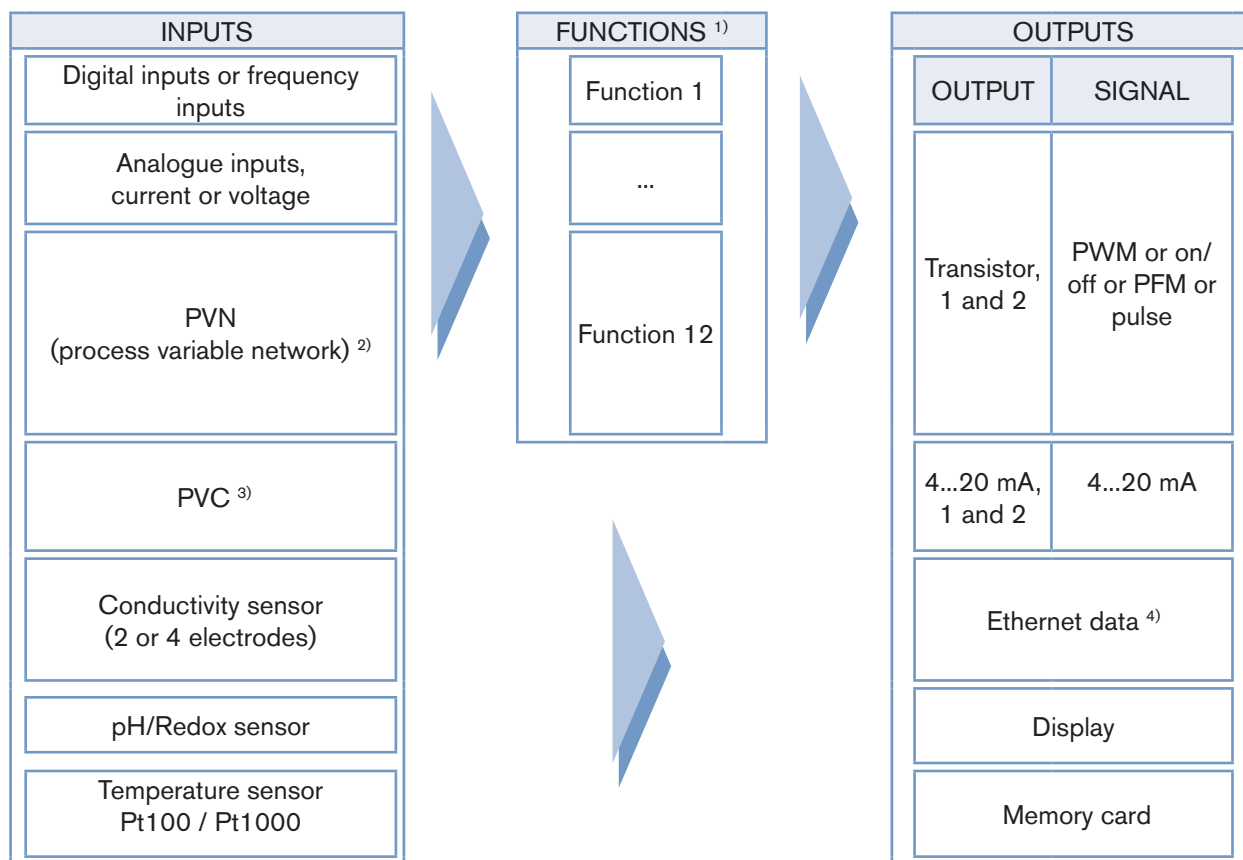 INPUTS
Digital inputs or frequency
inputs
Analogue inputs,
current or voltage
PVN
(process variable network) 2)
PVC 3)
Conductivity sensor
(2 or 4 electrodes)
pH/Redox sensor
Temperature sensor
Pt100 / Pt1000
FUNCTIONS 1)
Function 1
...
Function 12
OUTPUTS
OUTPUT SIGNAL
Transistor,
1 and 2
PWM or on/
off or PFM or
pulse
4...20 mA,
1 and 2
4...20 mA
Ethernet data 4)
Display
Memory card